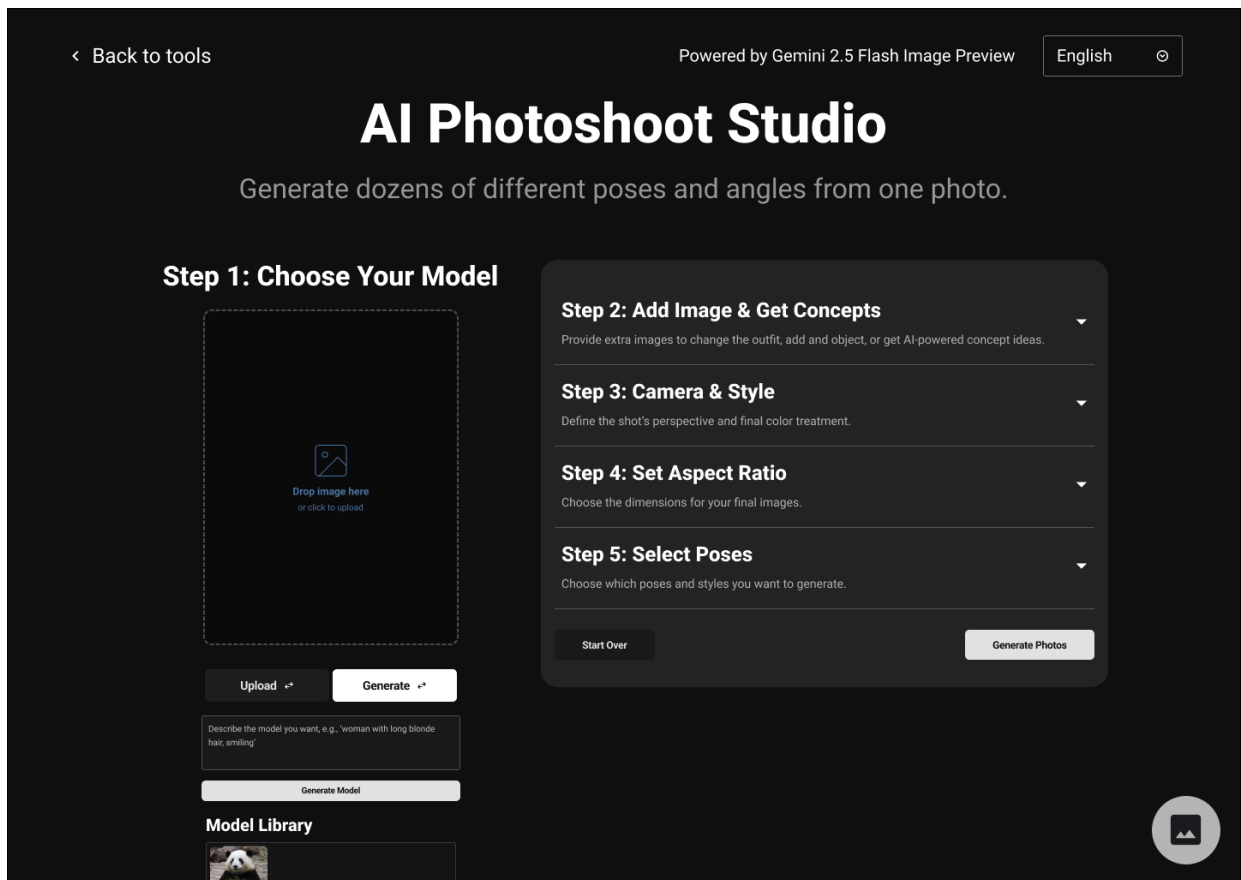 Back to tools
Powered by Gemini 2.5 Flash Image Preview
English
AI Photoshoot Studio
Generate dozens of different poses and angles from one photo.
Step 1: Choose Your Model
Drop image here
or click to upload
Upload
Generate
Describe the model you want, e.g., 'woman with long blonde
hair, smiling'
Generate Model
Model Library
Step 2: Add Image & Get Concepts
Provide extra images to change the outfit, add and object, or get AI-powered concept ideas.
Step 3: Camera & Style
Define the shot's perspective and final color treatment.
Step 4: Set Aspect Ratio
Choose the dimensions for your final images.
Step 5: Select Poses
Choose which poses and styles you want to generate.
Start Over
Generate Photos